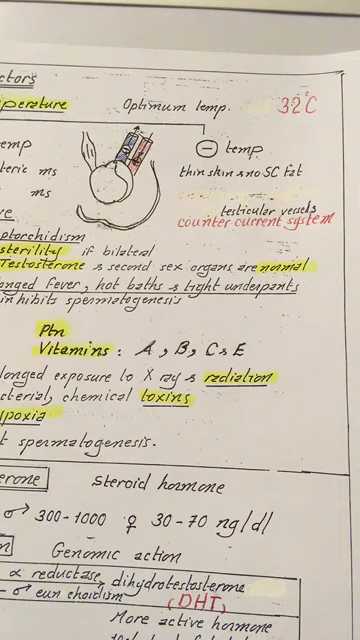 ctors
perature Optimum temp. 32°C
emp ⊖ temp
teric ms thin skin & no SC fat
ms
testicular vessels
ve counter current system
ptorchidism
sterility if bilateral
Testosterone & second sex organs are normal
onged fever, hot baths & tight underpants
inhibits spermatogenesis
Ptn
Vitamins : A, B, C & E
longed exposure to X ray & radiation
cterial, chemical toxins
ypoxia
t spermatogenesis.
erone Steroid hormone
♂ 300-1000 ♀ 30-70 ng/dl
n Genomic action
α reductase dihydrotestosterone
- ♂ eunchoidism (DHT)
More active hormone